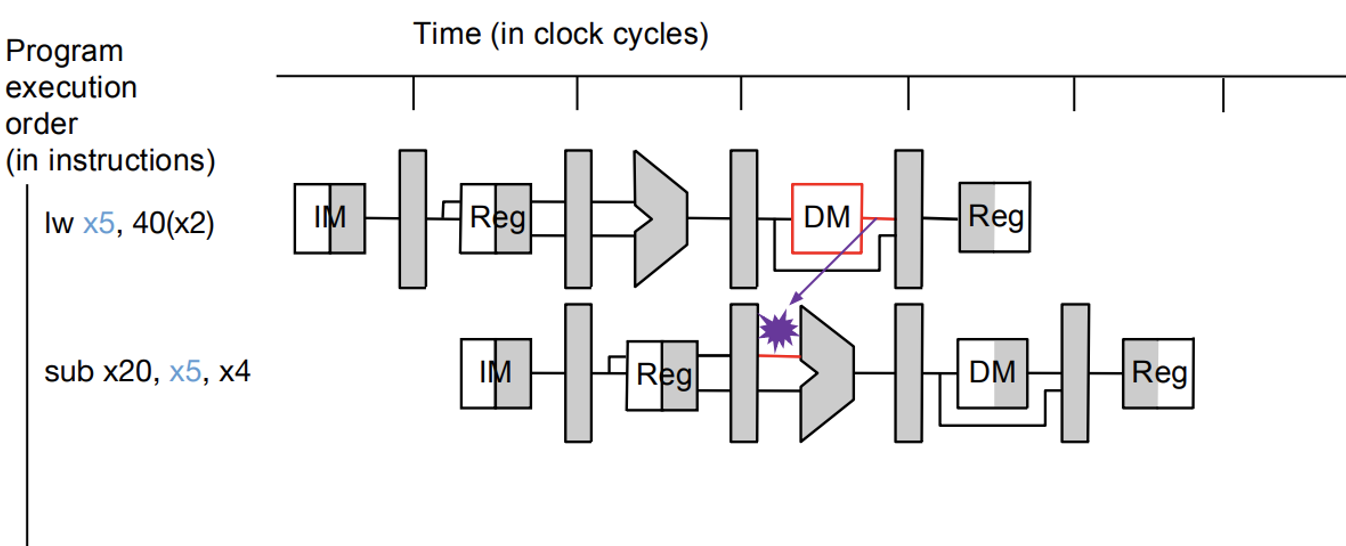 Time (in clock cycles)
Program
execution
order
(in instructions)
lw x5, 40(x2)
IM
Reg
DM
Reg
sub x20, x5, x4
IM
Reg
DM
Reg